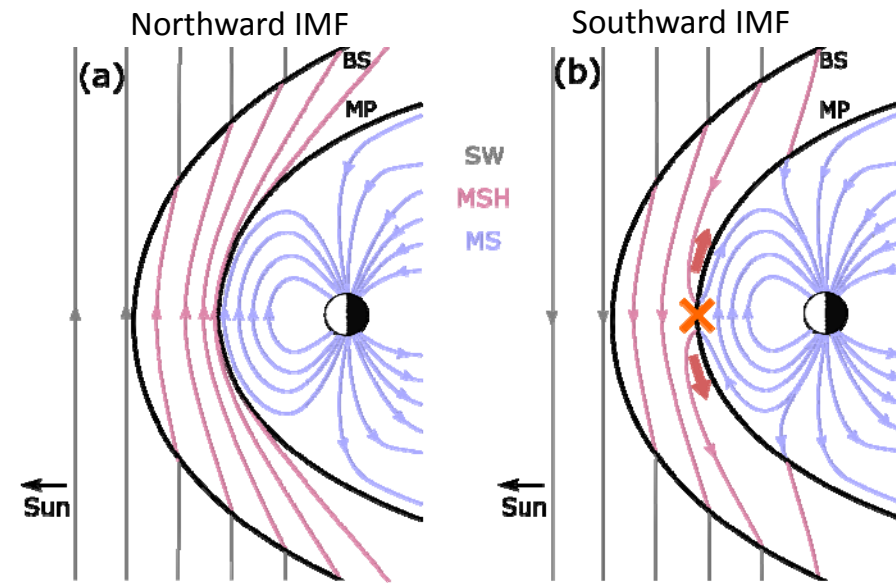 Northward IMF
Southward IMF
(a)
BS
MP
SW
MSH
MS
Sun
(b)
BS
MP
Sun